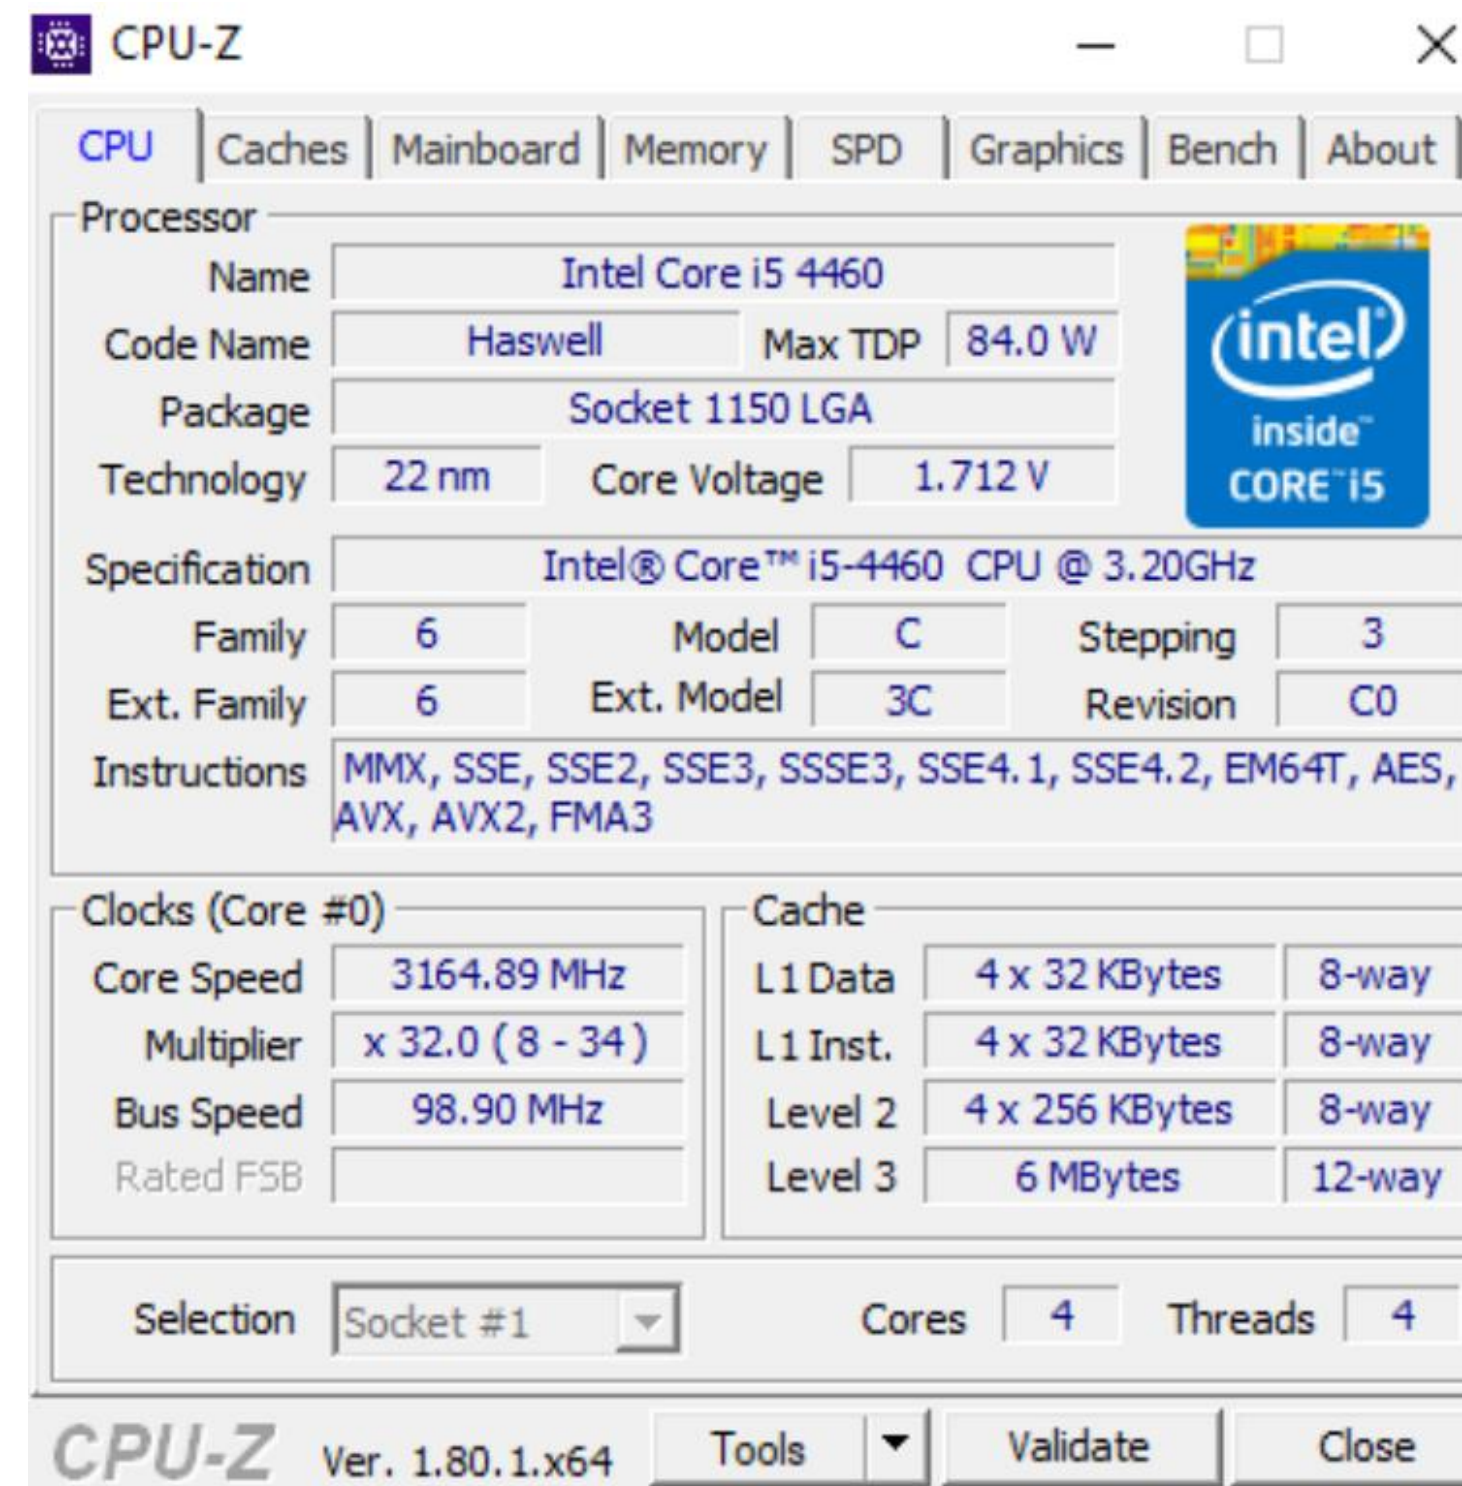 CPU-Z
CPU Caches Mainboard Memory SPD Graphics Bench About
Processor
Name Intel Core i5 4460
Code Name Haswell Max TDP 84.0 W
Package Socket 1150 LGA
Technology 22 nm Core Voltage 1.712 V
intel inside™ CORE™ i5
Specification Intel® Core™ i5-4460 CPU @ 3.20GHz
Family 6 Model C Stepping 3
Ext. Family 6 Ext. Model 3C Revision C0
Instructions MMX, SSE, SSE2, SSE3, SSSE3, SSE4.1, SSE4.2, EM64T, AES,
AVX, AVX2, FMA3
Clocks (Core #0)
Core Speed 3164.89 MHz
Multiplier x 32.0 ( 8 - 34 )
Bus Speed 98.90 MHz
Rated FSB
Cache
L1 Data 4 x 32 KBytes 8-way
L1 Inst. 4 x 32 KBytes 8-way
Level 2 4 x 256 KBytes 8-way
Level 3 6 MBytes 12-way
Selection Socket #1 Cores 4 Threads 4
CPU-Z Ver. 1.80.1.x64 Tools Validate Close